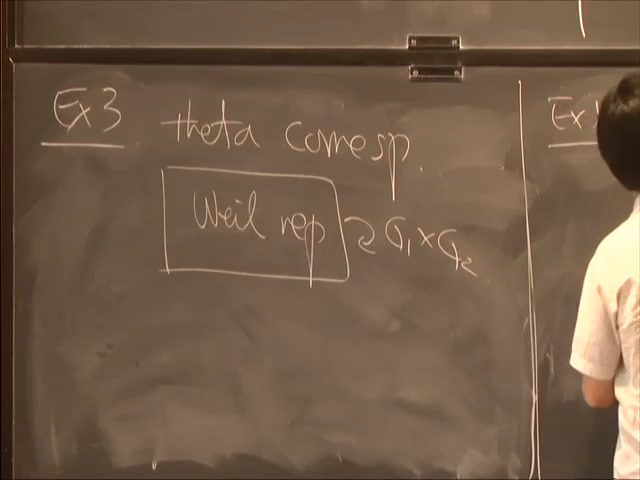 Ex 3 theta corresp.
Weil rep G₁ × G₂
Ex